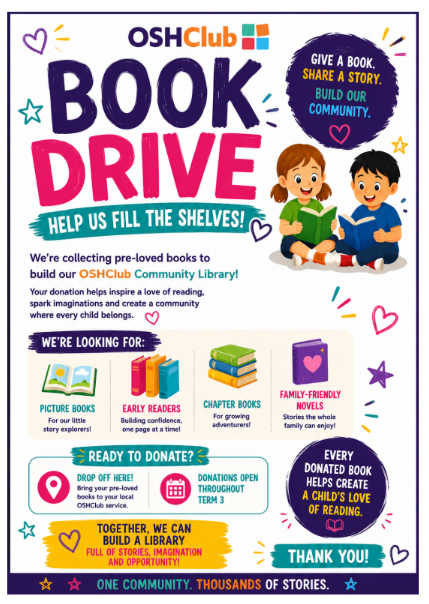 OSHClub
BOOK
DRIVE
HELP US FILL THE SHELVES!
GIVE A BOOK.
SHARE A STORY.
BUILD OUR
COMMUNITY.
We're collecting pre-loved books to
build our OSHClub Community Library!
Your donation helps inspire a love of reading,
spark imaginations and create a community
where every child belongs.
WE'RE LOOKING FOR:
PICTURE BOOKS
For our little
story explorers!
EARLY READERS
Building confidence,
one page at a time!
CHAPTER BOOKS
For growing
adventurers!
FAMILY-FRIENDLY
NOVELS
Stories the whole
family can enjoy!
READY TO DONATE?
DROP OFF HERE!
Bring your pre-loved
books to your local
OSHClub service.
DONATIONS OPEN
THROUGHOUT
TERM 3
EVERY
DONATED BOOK
HELPS CREATE
A CHILD'S LOVE
OF READING.
TOGETHER, WE CAN
BUILD A LIBRARY
FULL OF STORIES, IMAGINATION
AND OPPORTUNITY!
THANK YOU!
ONE COMMUNITY. THOUSANDS OF STORIES.